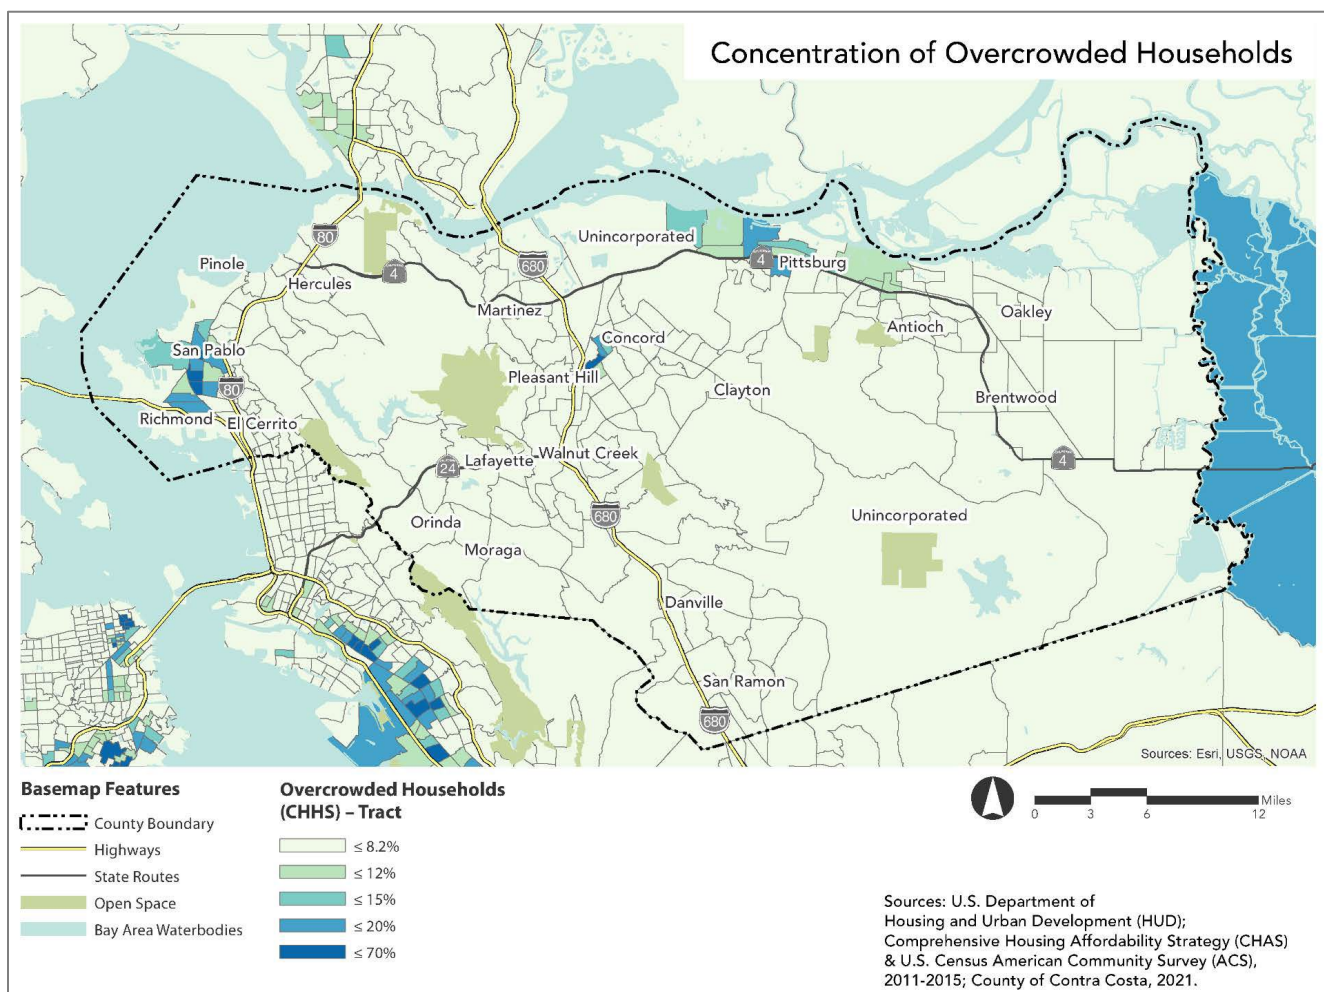 Concentration of Overcrowded Households
80
Unincorporated
Pinole
680
4
Pittsburg
4
Hercules
Martinez
Oakley
Antioch
Concord
San Pablo
80
Pleasant Hill
Clayton
Brentwood
Richmond
El Cerrito
Walnut Creek
Lafayette
24
4
680
Orinda
Unincorporated
Moraga
Danville
San Ramon
680
Sources: Esri, USGS, NOAA
Basemap Features
County Boundary
Highways
State Routes
Open Space
Bay Area Waterbodies
Overcrowded Households
(CHHS) – Tract
≤ 8.2%
≤ 12%
≤ 15%
≤ 20%
≤ 70%
Miles
0 3 6 12
Sources: U.S. Department of
Housing and Urban Development (HUD);
Comprehensive Housing Affordability Strategy (CHAS)
& U.S. Census American Community Survey (ACS),
2011-2015; County of Contra Costa, 2021.